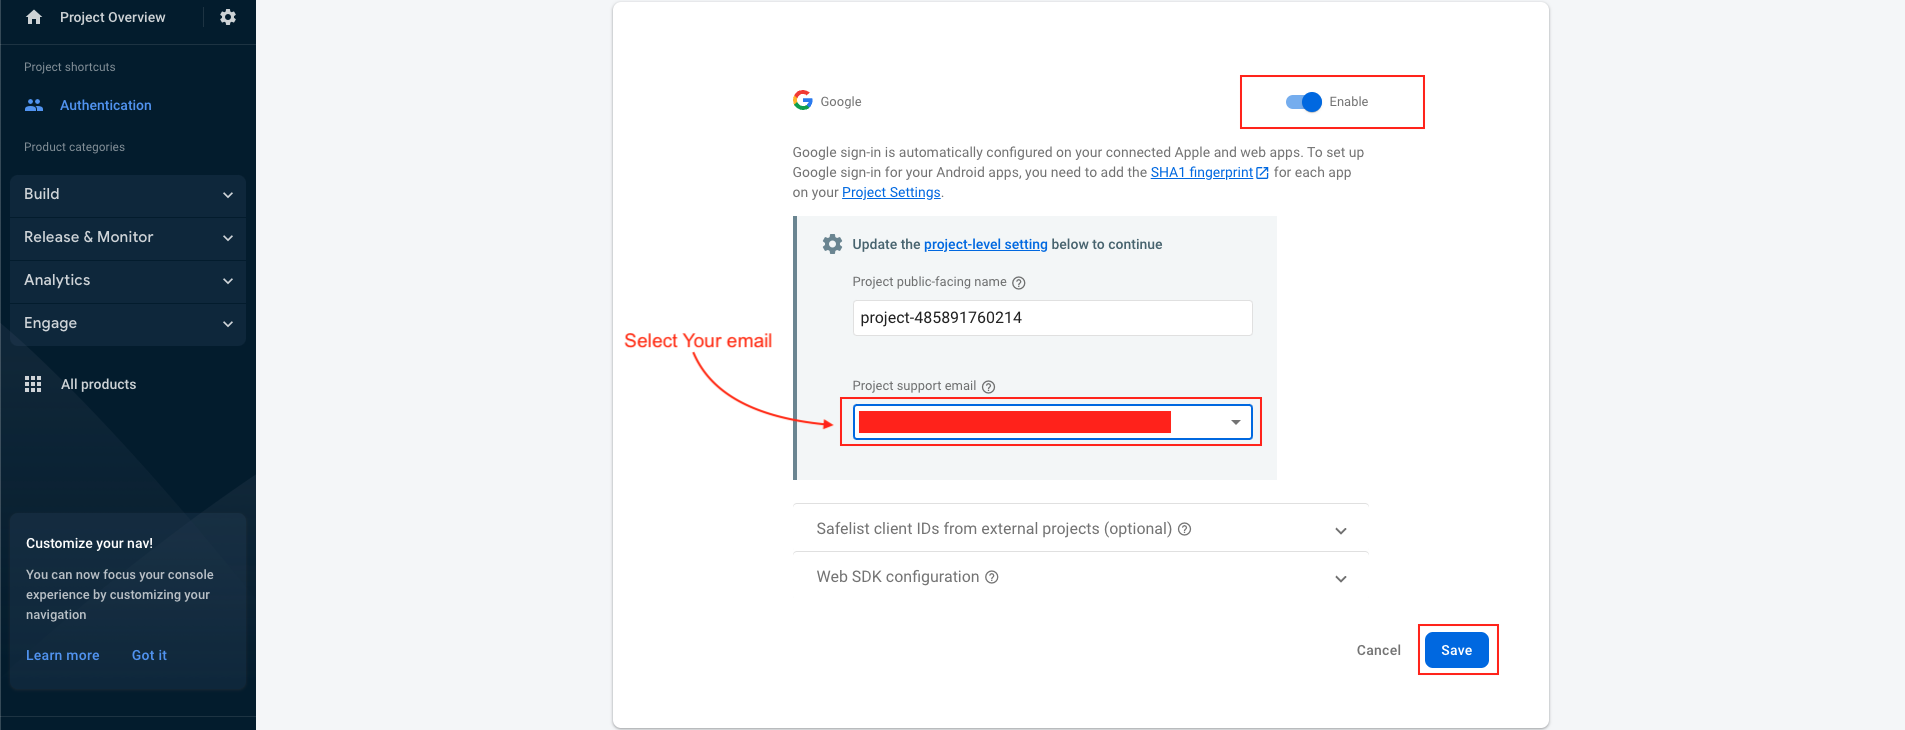 Project Overview
Project shortcuts
Authentication
Product categories
Build
Release & Monitor
Analytics
Engage
All products
Customize your nav!
You can now focus your console
experience by customizing your
navigation
Learn more
Got it
Google
Enable
Google sign-in is automatically configured on your connected Apple and web apps. To set up
Google sign-in for your Android apps, you need to add the SHA1 fingerprint for each app
on your Project Settings.
Update the project-level setting below to continue
Project public-facing name
project-485891760214
Select Your email
Project support email
Safelist client IDs from external projects (optional)
Web SDK configuration
Cancel
Save